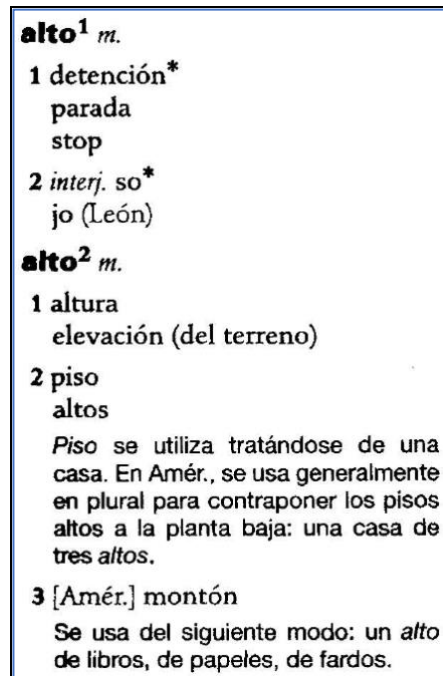 alto¹ m.
1 detención*
parada
stop
2 interj. so*
jo (León)
alto² m.
1 altura
elevación (del terreno)
2 piso
altos
Piso se utiliza tratándose de una
casa. En Amér., se usa generalmente
en plural para contraponer los pisos
altos a la planta baja: una casa de
tres altos.
3 [Amér.] montón
Se usa del siguiente modo: un alto
de libros, de papeles, de fardos.